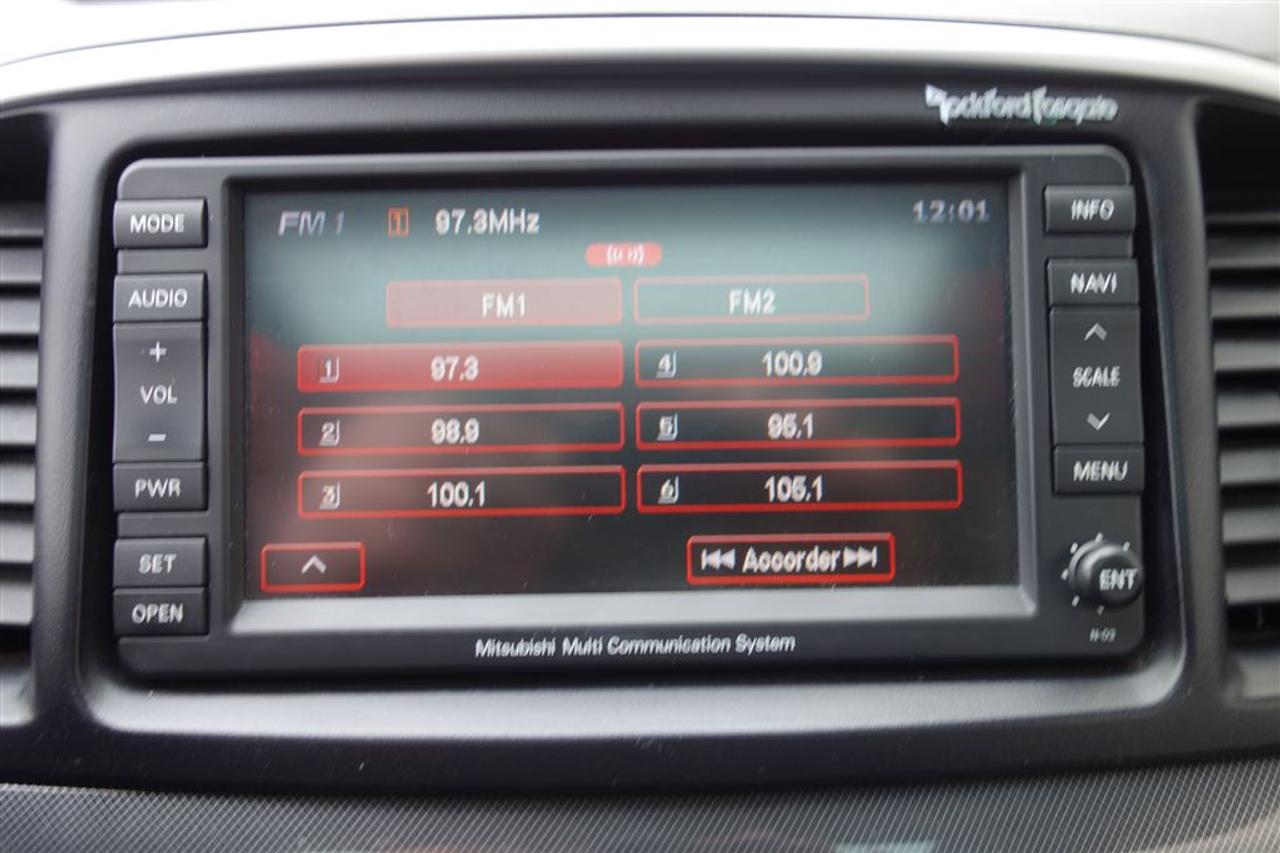 Rockford Fosgate
MODE
FM 1 1 97.3MHz 12:01
INFO
AUDIO
FM1 FM2
NAVI
+
VOL
-
1 97.3 4 100.9
SCALE
2 98.9 5 95.1
PWR
3 100.1 6 105.1
MENU
SET
Accorder
ENT
OPEN
N-09
Mitsubishi Multi Communication System